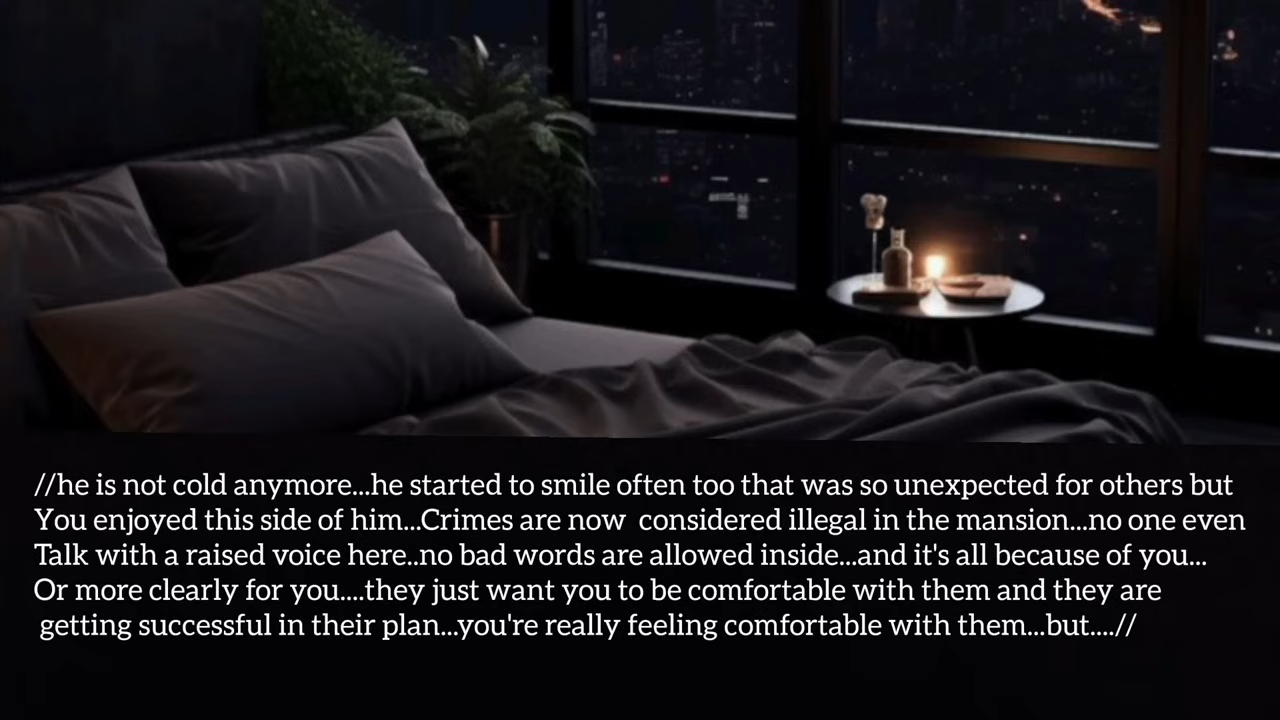 //he is not cold anymore...he started to smile often too that was so unexpected for others but
You enjoyed this side of him...Crimes are now  considered illegal in the mansion...no one even
Talk with a raised voice here..no bad words are allowed inside...and it's all because of you...
Or more clearly for you....they just want you to be comfortable with them and they are
getting successful in their plan...you're really feeling comfortable with them...but....//